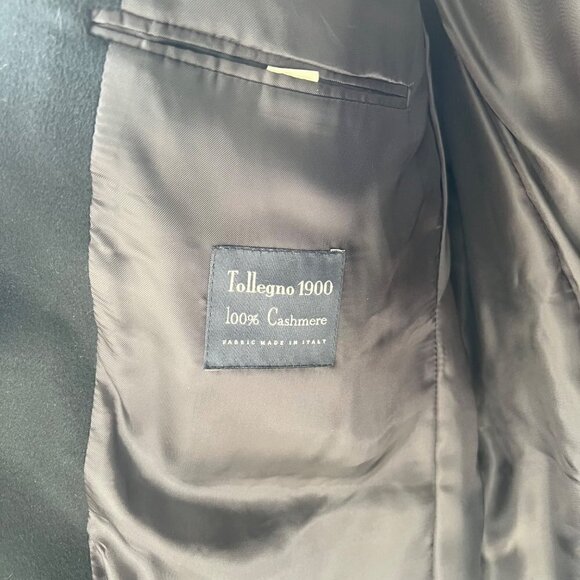 Tollegno 1900
100% Cashmere
FABRIC MADE IN ITALY